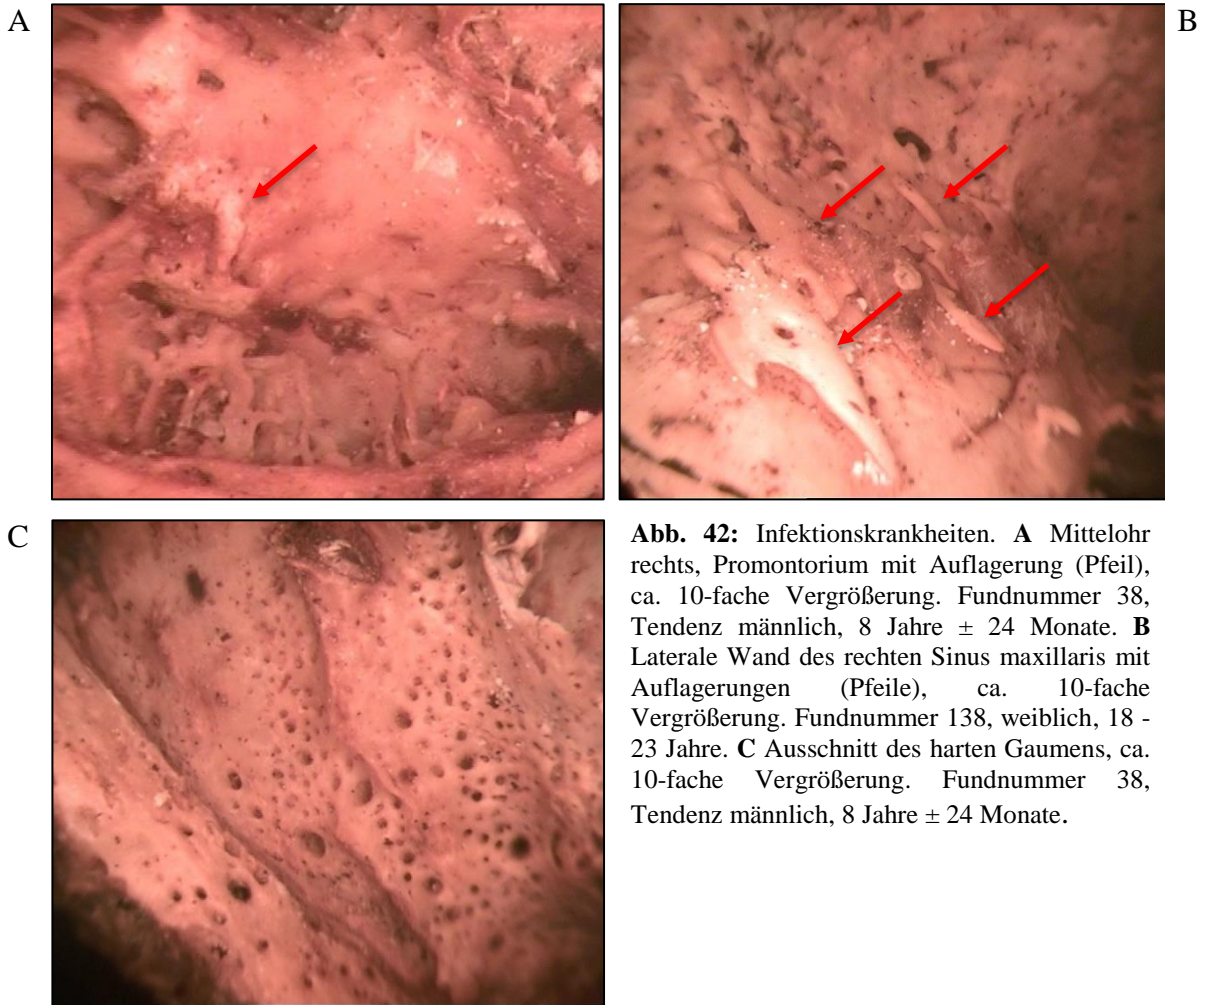 A
B
C
Abb. 42: Infektionskrankheiten. A Mittelohr
rechts, Promontorium mit Auflagerung (Pfeil),
ca. 10-fache Vergrößerung. Fundnummer 38,
Tendenz männlich, 8 Jahre ± 24 Monate. B
Laterale Wand des rechten Sinus maxillaris mit
Auflagerungen (Pfeile), ca. 10-fache
Vergrößerung. Fundnummer 138, weiblich, 18 -
23 Jahre. C Ausschnitt des harten Gaumens, ca.
10-fache Vergrößerung. Fundnummer 38,
Tendenz männlich, 8 Jahre ± 24 Monate.